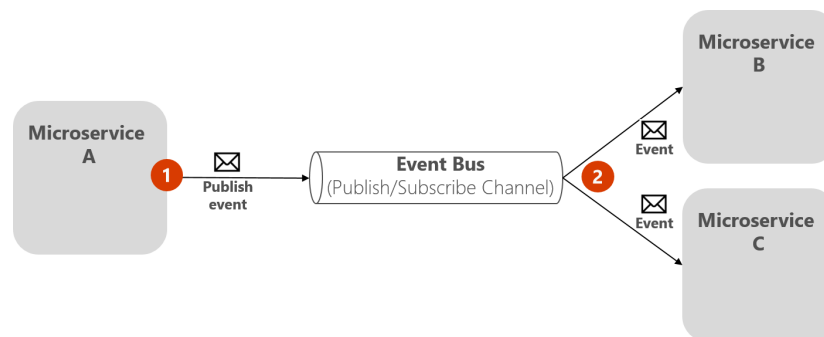 Microservice
A
1
Publish
event
Event Bus
(Publish/Subscribe Channel)
2
Event
Microservice
B
Event
Microservice
C